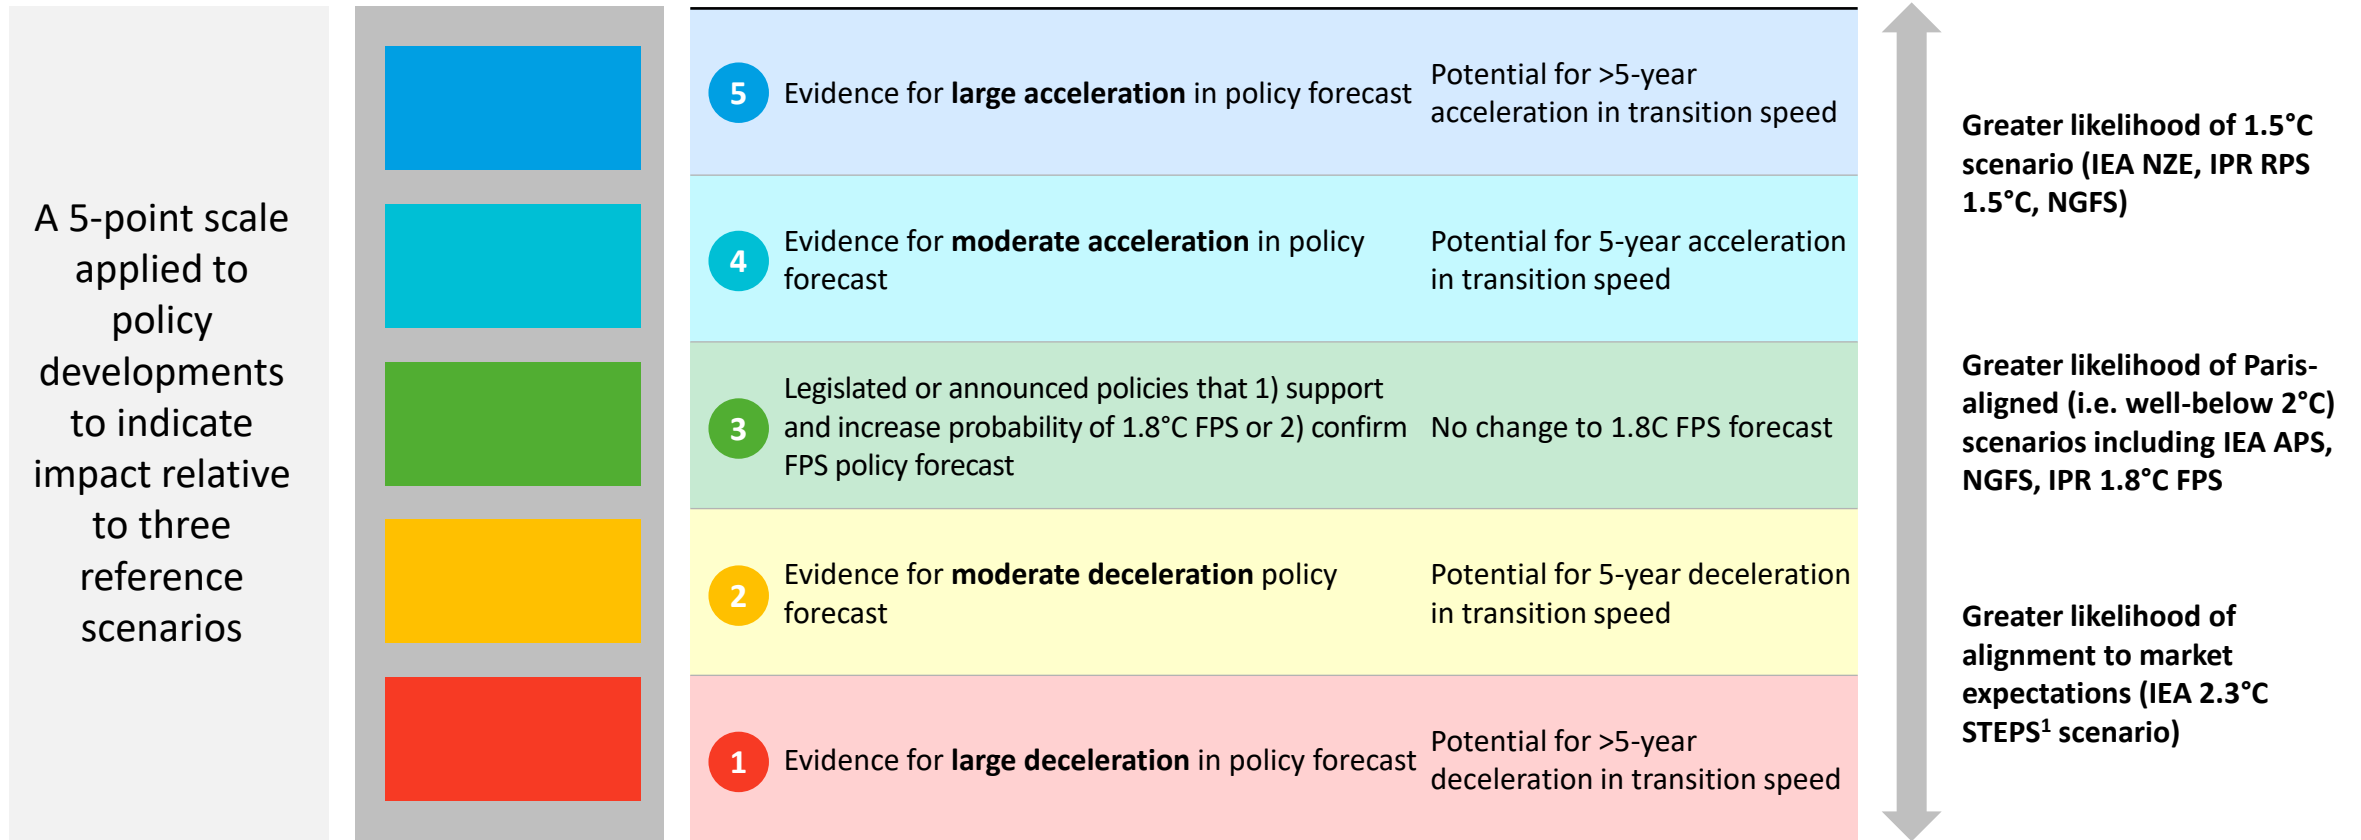 A 5-point scale
applied to
policy
developments
to indicate
impact relative
to three
reference
scenarios
5
Evidence for large acceleration in policy forecast
Potential for >5-year
acceleration in transition speed
4
Evidence for moderate acceleration in policy
forecast
Potential for 5-year acceleration
in transition speed
3
Legislated or announced policies that 1) support
and increase probability of 1.8°C FPS or 2) confirm
FPS policy forecast
No change to 1.8C FPS forecast
2
Evidence for moderate deceleration policy
forecast
Potential for 5-year deceleration
in transition speed
1
Evidence for large deceleration in policy forecast
Potential for >5-year
deceleration in transition speed
Greater likelihood of 1.5°C
scenario (IEA NZE, IPR RPS
1.5°C, NGFS)
Greater likelihood of Paris-
aligned (i.e. well-below 2°C)
scenarios including IEA APS,
NGFS, IPR 1.8°C FPS
Greater likelihood of
alignment to market
expectations (IEA 2.3°C
STEPS¹ scenario)